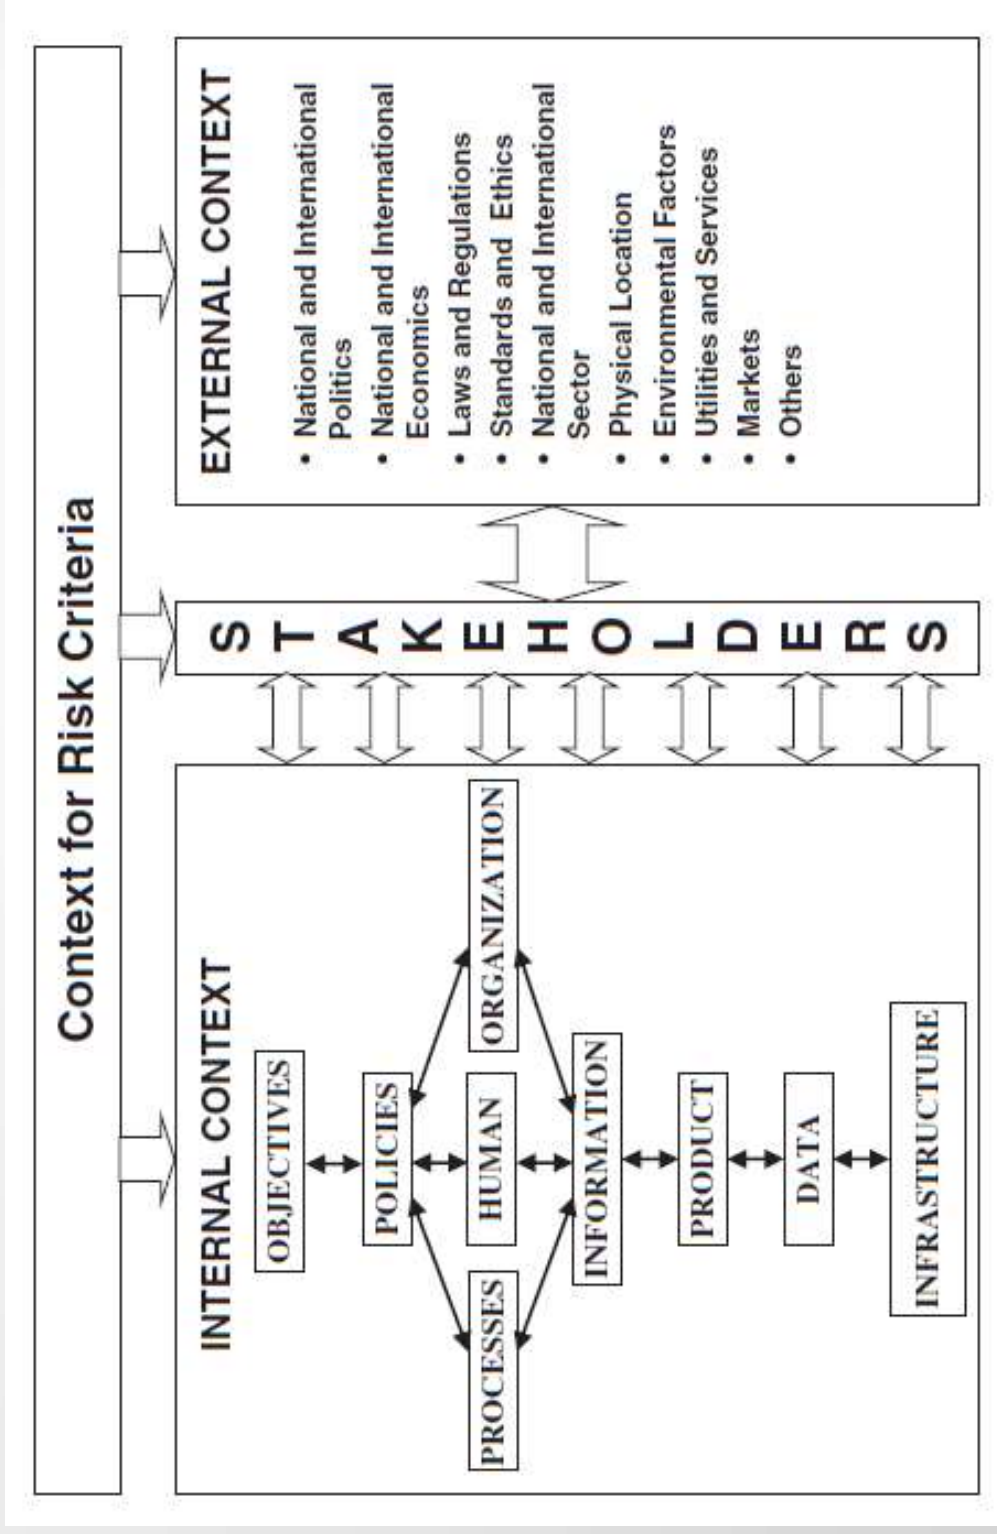 Context for Risk Criteria
INTERNAL CONTEXT
OBJECTIVES
POLICIES
PROCESSES
HUMAN
ORGANIZATION
INFORMATION
PRODUCT
DATA
INFRASTRUCTURE
STAKEHOLDERS
EXTERNAL CONTEXT
• National and International
Politics
• National and International
Economics
• Laws and Regulations
• Standards and Ethics
• National and International
Sector
• Physical Location
• Environmental Factors
• Utilities and Services
• Markets
• Others